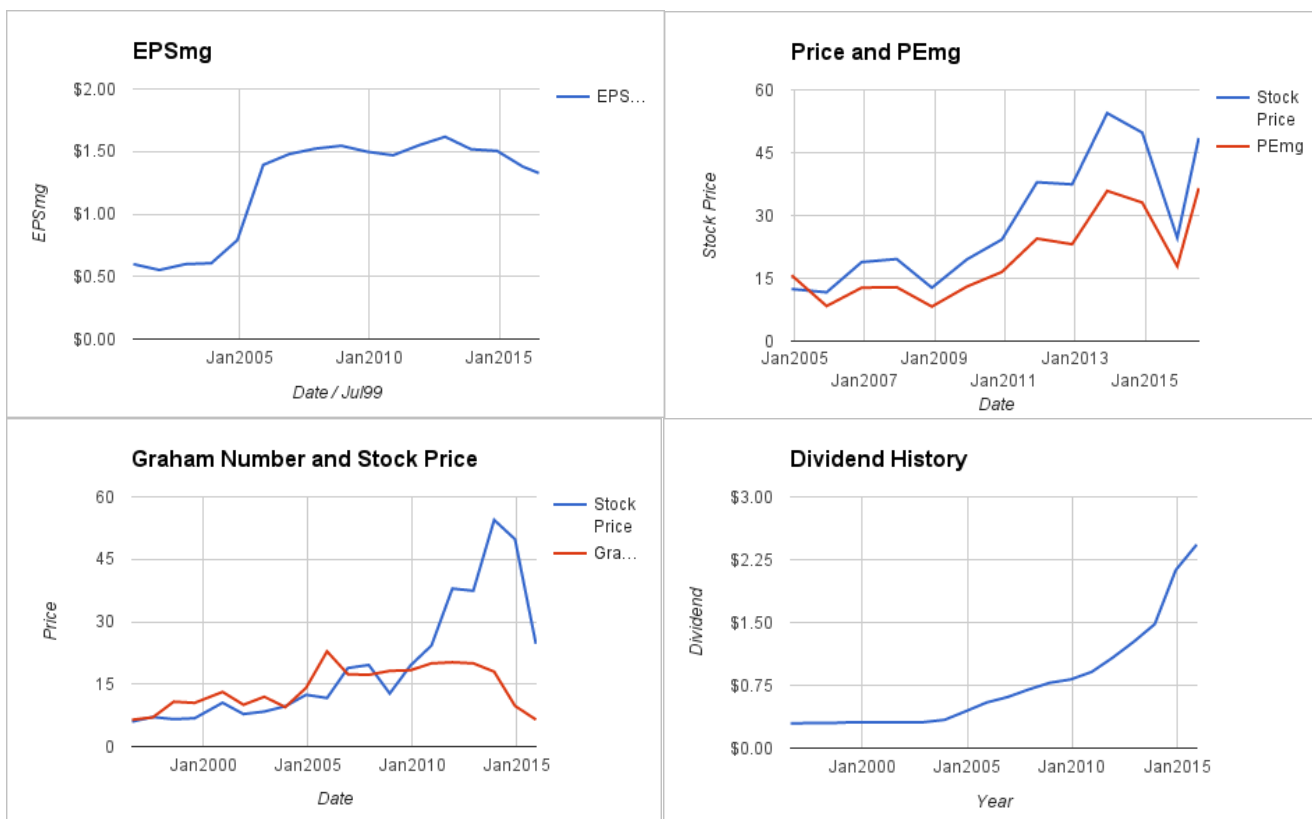 EPSmg
$2.00
$1.50
$1.00
$0.50
$0.00
EPSmg
Jan2005 Jan2010 Jan2015
Date / Jul99
EPS...
Price and PEmg
60
45
30
15
0
Stock Price
Jan2005 Jan2009 Jan2013
Jan2007 Jan2011 Jan2015
Date
Stock
Price
PEmg
Graham Number and Stock Price
60
45
30
15
0
Price
Jan2000 Jan2005 Jan2010 Jan2015
Date
Stock
Price
Gra...
Dividend History
$3.00
$2.25
$1.50
$0.75
$0.00
Dividend
Jan2000 Jan2005 Jan2010 Jan2015
Year